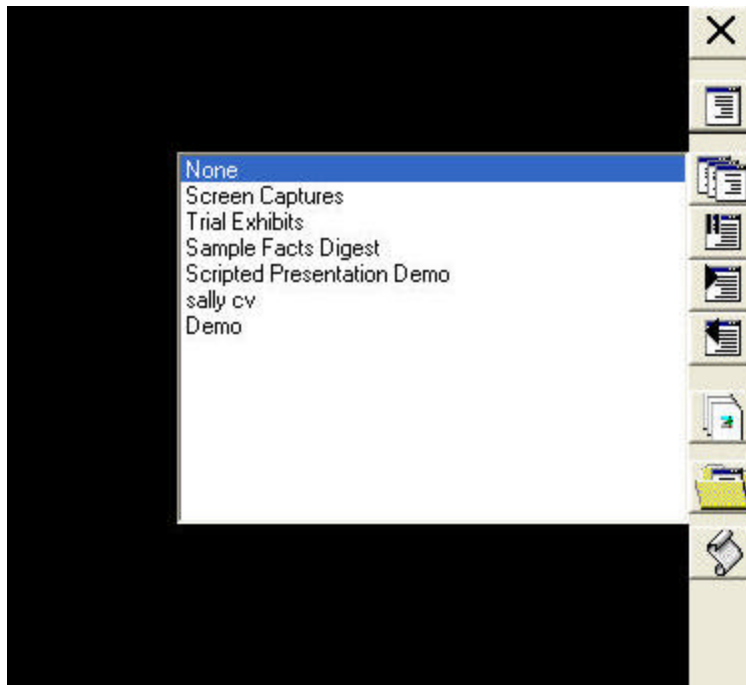 None
Screen Captures
Trial Exhibits
Sample Facts Digest
Scripted Presentation Demo
sally cv
Demo